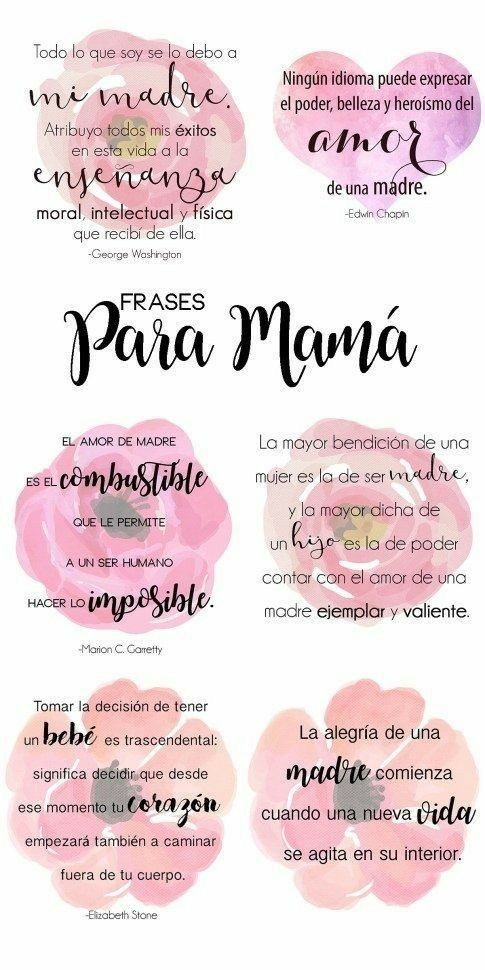 Todo lo que soy se lo debo a
mi madre.
Atribuyo todos mis éxitos
en esta vida a la
enseñanza
moral, intelectual y física
que recibí de ella.
-George Washington
Ningún idioma puede expresar
el poder, belleza y heroísmo del
amor
de una madre.
-Edwin Chapin
FRASES
Para Mamá
EL AMOR DE MADRE
ES EL combustible
QUE LE PERMITE
A UN SER HUMANO
HACER LO imposible.
-Marion C. Garretty
La mayor bendición de una
mujer es la de ser madre,
y la mayor dicha de
un hijo es la de poder
contar con el amor de una
madre ejemplar y valiente.
Tomar la decisión de tener
un bebé es trascendental:
significa decidir que desde
ese momento tu corazón
empezará también a caminar
fuera de tu cuerpo.
-Elizabeth Stone
La alegría de una
madre comienza
cuando una nueva vida
se agita en su interior.